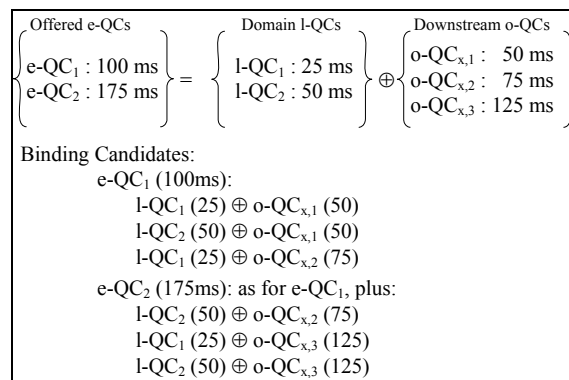 Offered e-QCs Domain l-QCs Downstream o-QCs
e-QC₁ : 100 ms = l-QC₁ : 25 ms ⊕ o-QCₓ,₁ : 50 ms
e-QC₂ : 175 ms l-QC₂ : 50 ms o-QCₓ,₂ : 75 ms
o-QCₓ,₃ : 125 ms
Binding Candidates:
e-QC₁ (100ms):
l-QC₁ (25) ⊕ o-QCₓ,₁ (50)
l-QC₂ (50) ⊕ o-QCₓ,₁ (50)
l-QC₁ (25) ⊕ o-QCₓ,₂ (75)
e-QC₂ (175ms): as for e-QC₁, plus:
l-QC₂ (50) ⊕ o-QCₓ,₂ (75)
l-QC₁ (25) ⊕ o-QCₓ,₃ (125)
l-QC₂ (50) ⊕ o-QCₓ,₃ (125)